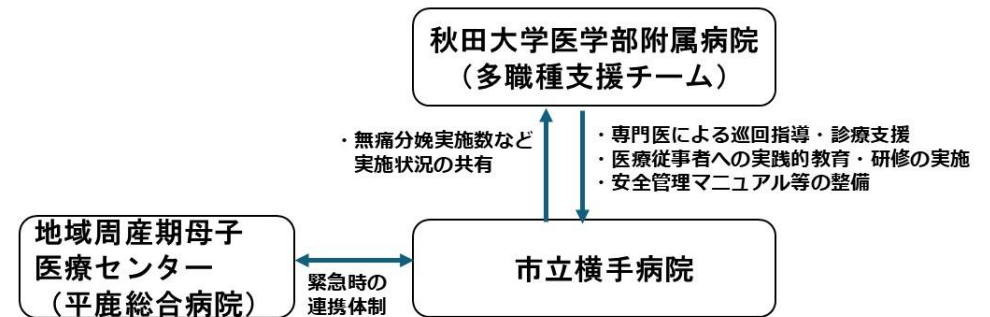 秋田大学医学部附属病院
（多職種支援チーム）
・無痛分娩実施数など
実施状況の共有
・専門医による巡回指導・診療支援
・医療従事者への実践的教育・研修の実施
・安全管理マニュアル等の整備
地域周産期母子
医療センター
（平鹿総合病院）
緊急時の
連携体制
市立横手病院